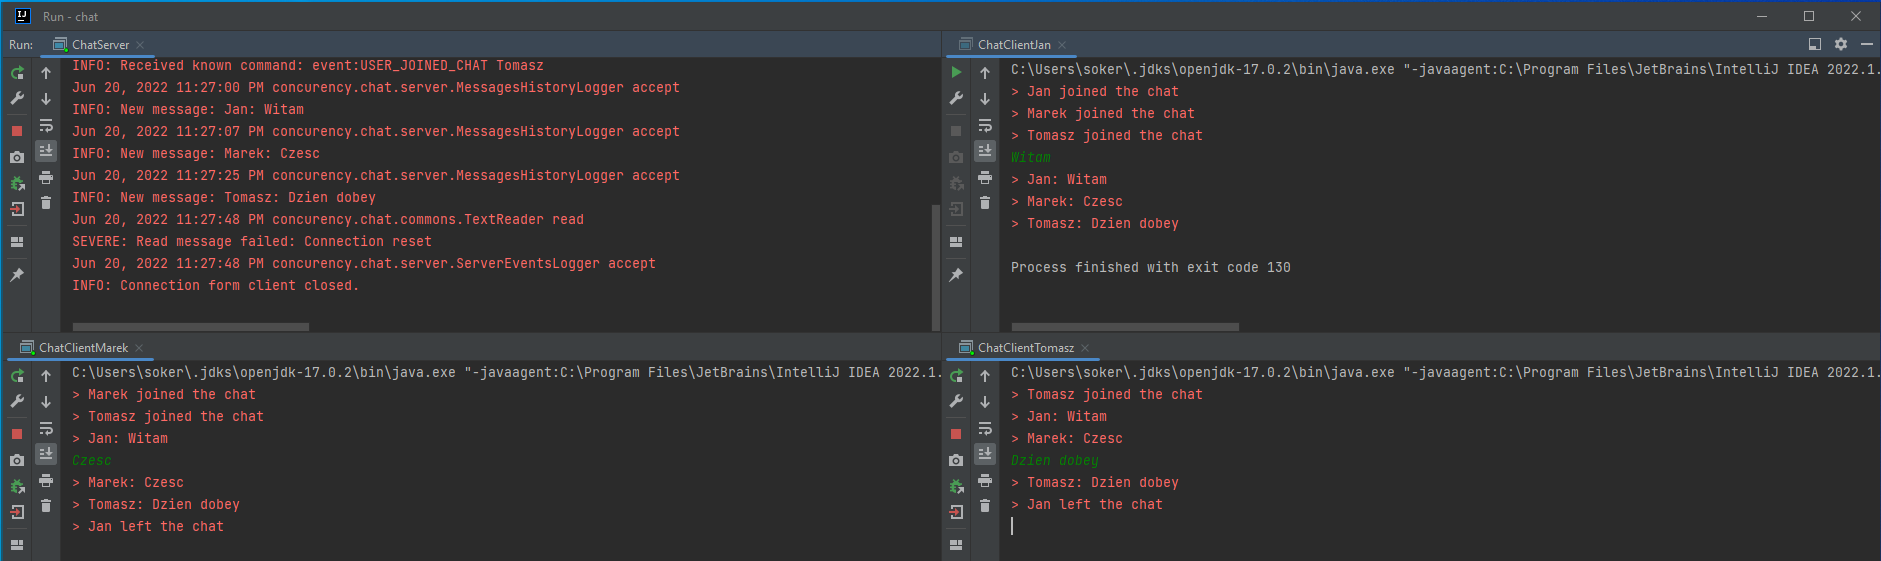 Run - chat
Run:
ChatServer
INFO: Received known command: event:USER_JOINED_CHAT Tomasz
Jun 20, 2022 11:27:00 PM concurency.chat.server.MessagesHistoryLogger accept
INFO: New message: Jan: Witam
Jun 20, 2022 11:27:07 PM concurency.chat.server.MessagesHistoryLogger accept
INFO: New message: Marek: Czesc
Jun 20, 2022 11:27:25 PM concurency.chat.server.MessagesHistoryLogger accept
INFO: New message: Tomasz: Dzien dobey
Jun 20, 2022 11:27:48 PM concurency.chat.commons.TextReader read
SEVERE: Read message failed: Connection reset
Jun 20, 2022 11:27:48 PM concurency.chat.server.ServerEventsLogger accept
INFO: Connection form client closed.
ChatClientJan
C:\Users\soker\.jdks\openjdk-17.0.2\bin\java.exe "-javaagent:C:\Program Files\JetBrains\IntelliJ IDEA 2022.1.
> Jan joined the chat
> Marek joined the chat
> Tomasz joined the chat
Witam
> Jan: Witam
> Marek: Czesc
> Tomasz: Dzien dobey
Process finished with exit code 130
ChatClientMarek
C:\Users\soker\.jdks\openjdk-17.0.2\bin\java.exe "-javaagent:C:\Program Files\JetBrains\IntelliJ IDEA 2022.1.
> Marek joined the chat
> Tomasz joined the chat
> Jan: Witam
Czesc
> Marek: Czesc
> Tomasz: Dzien dobey
> Jan left the chat
ChatClientTomasz
C:\Users\soker\.jdks\openjdk-17.0.2\bin\java.exe "-javaagent:C:\Program Files\JetBrains\IntelliJ IDEA 2022.1.
> Tomasz joined the chat
> Jan: Witam
> Marek: Czesc
Dzien dobey
> Tomasz: Dzien dobey
> Jan left the chat